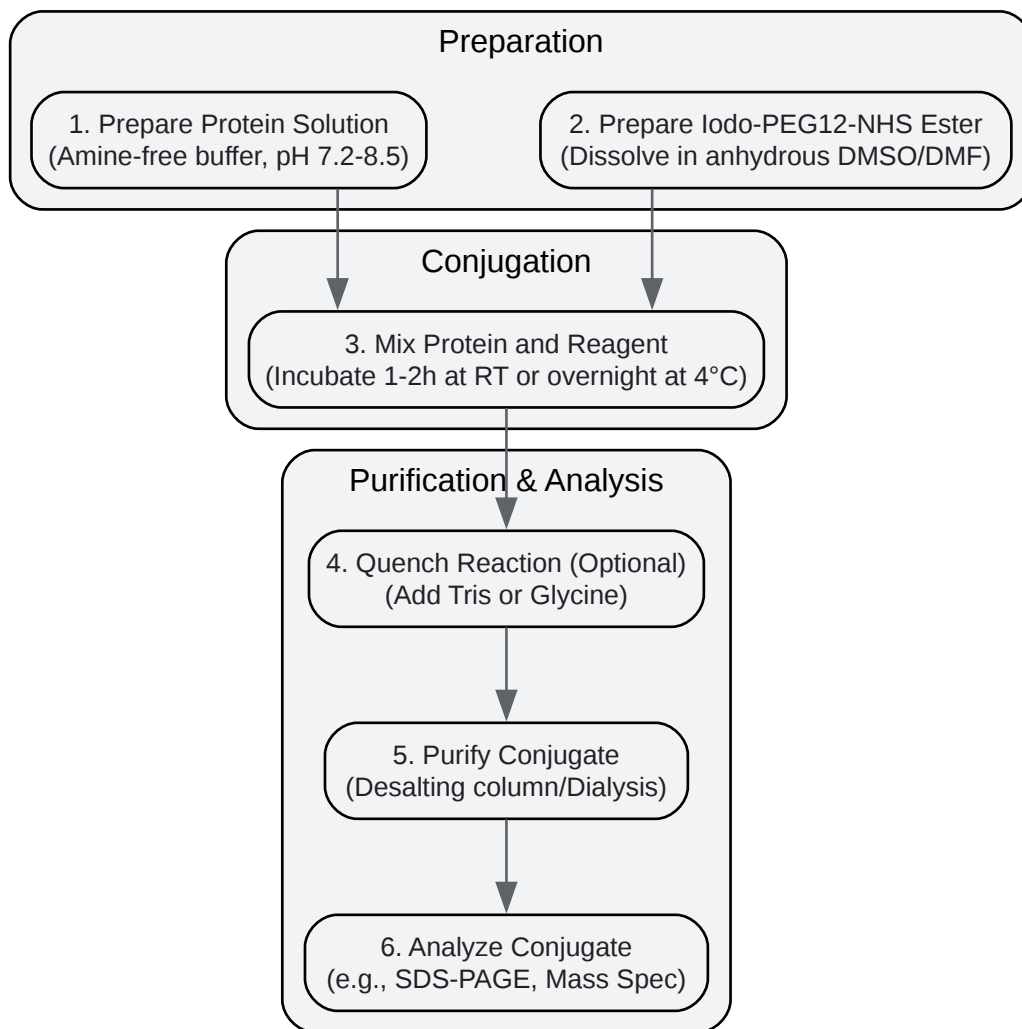 Preparation
1. Prepare Protein Solution
(Amine-free buffer, pH 7.2-8.5)
2. Prepare Iodo-PEG12-NHS Ester
(Dissolve in anhydrous DMSO/DMF)
Conjugation
3. Mix Protein and Reagent
(Incubate 1-2h at RT or overnight at 4°C)
Purification & Analysis
4. Quench Reaction (Optional)
(Add Tris or Glycine)
5. Purify Conjugate
(Desalting column/Dialysis)
6. Analyze Conjugate
(e.g., SDS-PAGE, Mass Spec)